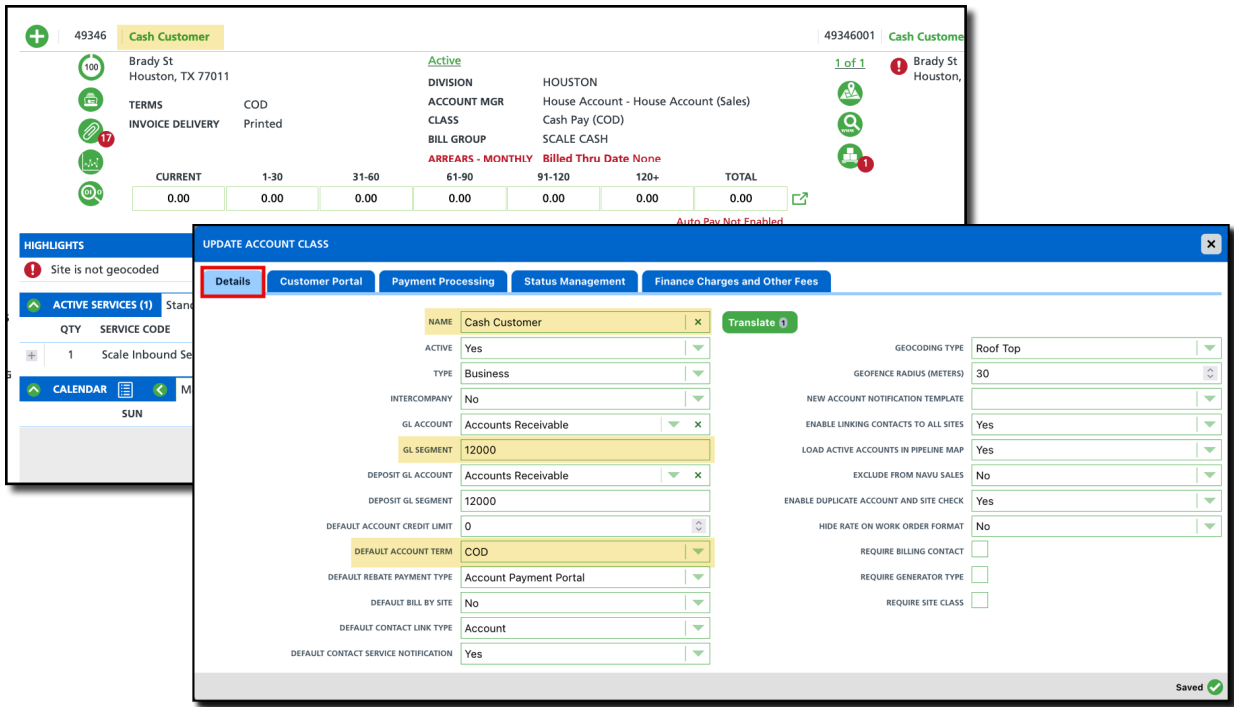 49346 Cash Customer 49346001 Cash Custome
100 Brady St Active 1 of 1 Brady St
Houston, TX 77011 Houston,
DIVISION HOUSTON
TERMS COD ACCOUNT MGR House Account - House Account (Sales)
INVOICE DELIVERY Printed CLASS Cash Pay (COD)
17 BILL GROUP SCALE CASH WWW
ARREARS - MONTHLY Billed Thru Date None 1
CURRENT 1-30 31-60 61-90 91-120 120+ TOTAL
0.00 0.00 0.00 0.00 0.00 0.00 0.00
Auto Pay Not Enabled
HIGHLIGHTS
Site is not geocoded
ACTIVE SERVICES (1) Stan
QTY SERVICE CODE
1 Scale Inbound Se
CALENDAR M
SUN
UPDATE ACCOUNT CLASS
Details Customer Portal Payment Processing Status Management Finance Charges and Other Fees
NAME Cash Customer Translate 1
ACTIVE Yes GEOCODING TYPE Roof Top
TYPE Business GEOFENCE RADIUS (METERS) 30
INTERCOMPANY No NEW ACCOUNT NOTIFICATION TEMPLATE
GL ACCOUNT Accounts Receivable ENABLE LINKING CONTACTS TO ALL SITES Yes
GL SEGMENT 12000 LOAD ACTIVE ACCOUNTS IN PIPELINE MAP Yes
DEPOSIT GL ACCOUNT Accounts Receivable EXCLUDE FROM NAVU SALES No
DEPOSIT GL SEGMENT 12000 ENABLE DUPLICATE ACCOUNT AND SITE CHECK Yes
DEFAULT ACCOUNT CREDIT LIMIT 0 HIDE RATE ON WORK ORDER FORMAT No
DEFAULT ACCOUNT TERM COD REQUIRE BILLING CONTACT
DEFAULT REBATE PAYMENT TYPE Account Payment Portal REQUIRE GENERATOR TYPE
DEFAULT BILL BY SITE No REQUIRE SITE CLASS
DEFAULT CONTACT LINK TYPE Account
DEFAULT CONTACT SERVICE NOTIFICATION Yes
Saved